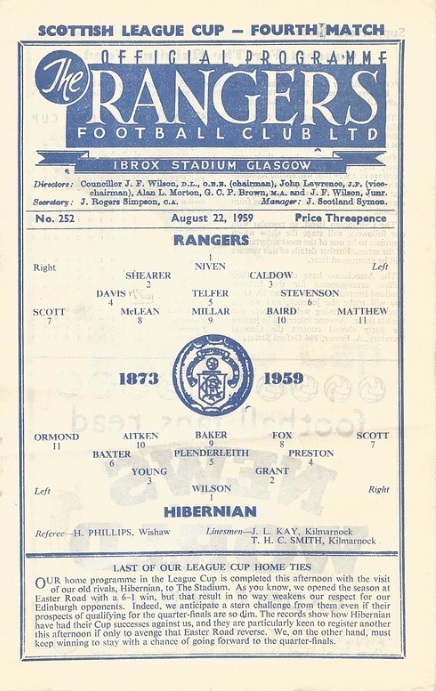 SCOTTISH LEAGUE CUP — FOURTH MATCH
OFFICIAL PROGRAMME
The RANGERS
FOOTBALL CLUB LTD
IBROX STADIUM GLASGOW
Directors: Councillor J. F. Wilson, D.L., O.B.E. (chairman), John Lawrence, J.P. (vice-
chairman), Alan L. Morton, G. C. P. Brown, M.A. and J. F. Wilson, Junr.
Secretary: J. Rogers Simpson, C.A. Manager: J. Scotland Symon.
No. 252 August 22, 1959 Price Threepence
RANGERS
1
Right NIVEN Left
SHEARER CALDOW
2 3
DAVIS TELFER STEVENSON
4 5 6
SCOTT McLEAN MILLAR BAIRD MATTHEW
7 8 9 10 11
1873 1959
ORMOND AITKEN BAKER FOX SCOTT
11 10 9 8 7
BAXTER PLENDERLEITH PRESTON
6 5 4
YOUNG GRANT
3 2
Left WILSON Right
1
HIBERNIAN
Referee—H. PHILLIPS, Wishaw Linesmen—J. L. KAY, Kilmarnock
T. H. C. SMITH, Kilmarnock
LAST OF OUR LEAGUE CUP HOME TIES
OUR home programme in the League Cup is completed this afternoon with the visit
of our old rivals, Hibernian, to The Stadium. As you know, we opened the season at
Easter Road with a 6–1 win, but that result in no way weakens our respect for our
Edinburgh opponents. Indeed, we anticipate a stern challenge from them even if their
prospects of qualifying for the quarter-finals are so dim. The records show how Hibernian
have had their Cup successes against us, and they are particularly keen to register another
this afternoon if only to avenge that Easter Road reverse. We, on the other hand, must
keep winning to stay with a chance of going forward to the quarter-finals.